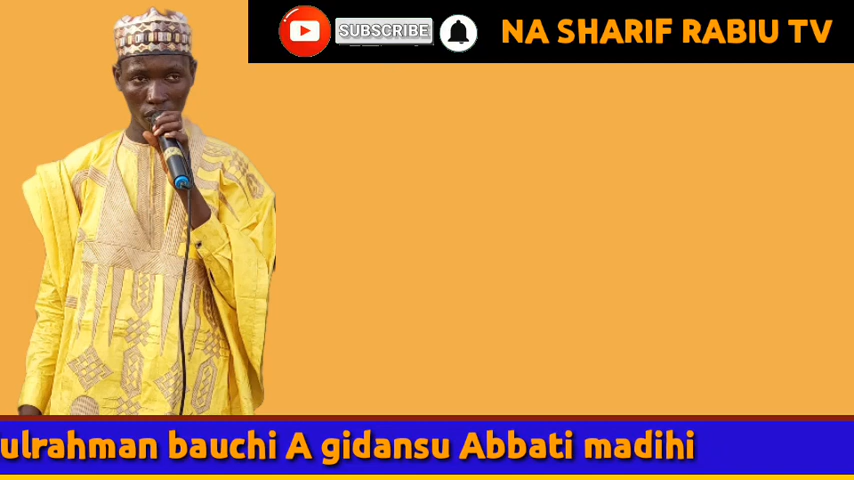 SUBSCRIBE
NA SHARIF RABIU TV
ulrahman bauchi A gidansu Abbati madihi